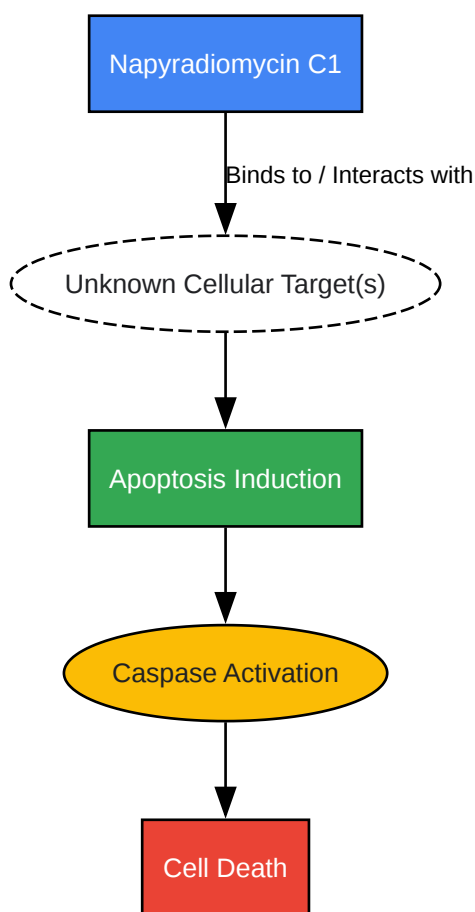 Napyradiomycin C1
Binds to / Interacts with
Unknown Cellular Target(s)
Apoptosis Induction
Caspase Activation
Cell Death